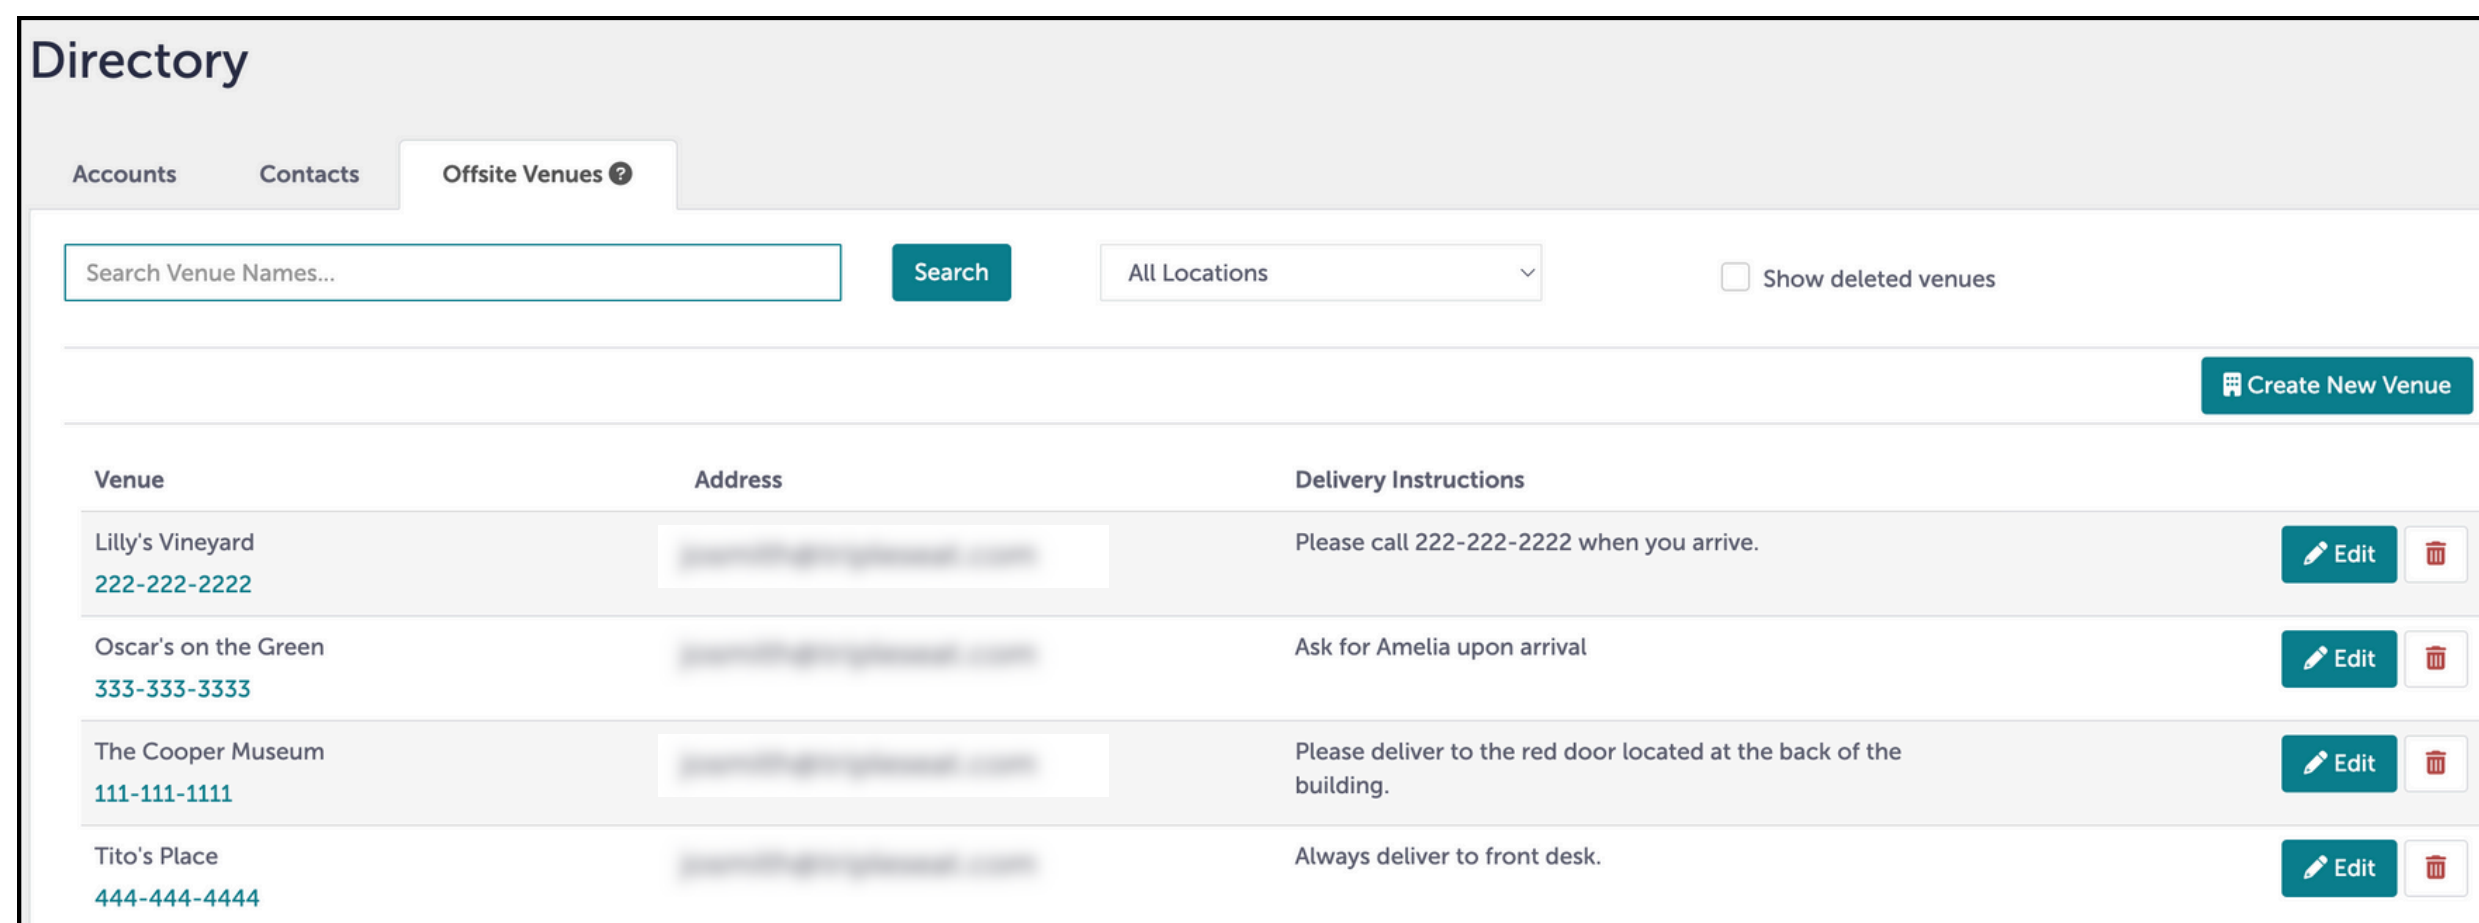 Directory
Accounts Contacts Offsite Venues ?
Search Venue Names... Search All Locations Show deleted venues
Create New Venue
Venue Address Delivery Instructions
Lilly's Vineyard Please call 222-222-2222 when you arrive. Edit
222-222-2222
Oscar's on the Green Ask for Amelia upon arrival Edit
333-333-3333
The Cooper Museum Please deliver to the red door located at the back of the
building. Edit
111-111-1111
Tito's Place Always deliver to front desk. Edit
444-444-4444